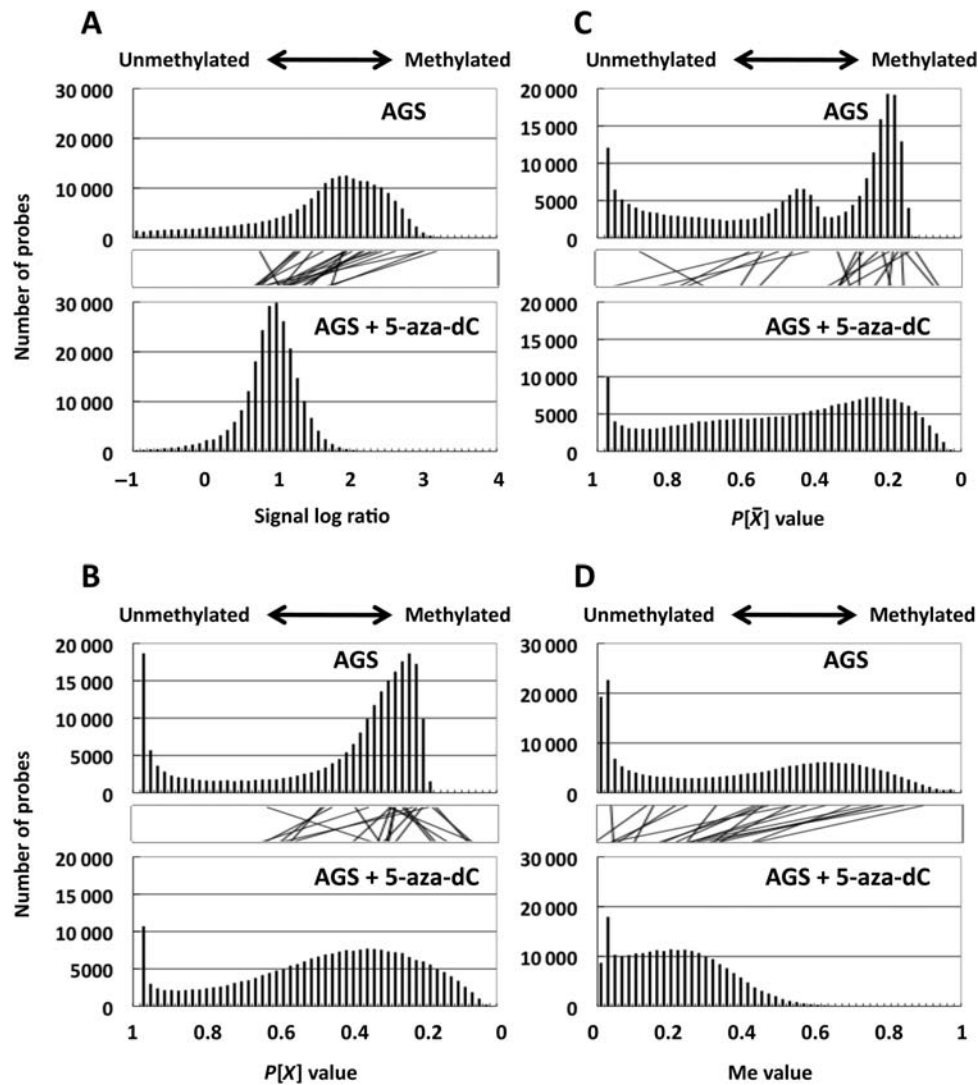 A
Unmethylated Methylated
30 000
AGS
20 000
10 000
0
Number of probes
30 000
AGS + 5-aza-dC
20 000
10 000
0
–1 0 1 2 3 4
Signal log ratio
C
Unmethylated Methylated
20 000
AGS
15 000
10 000
5000
0
20 000
AGS + 5-aza-dC
15 000
10 000
5000
0
1 0.8 0.6 0.4 0.2 0
P[X̄] value
B
Unmethylated Methylated
20 000
AGS
15 000
10 000
5000
0
Number of probes
20 000
AGS + 5-aza-dC
15 000
10 000
5000
0
1 0.8 0.6 0.4 0.2 0
P[X] value
D
Unmethylated Methylated
30 000
AGS
20 000
10 000
0
30 000
AGS + 5-aza-dC
20 000
10 000
0
0 0.2 0.4 0.6 0.8 1
Me value